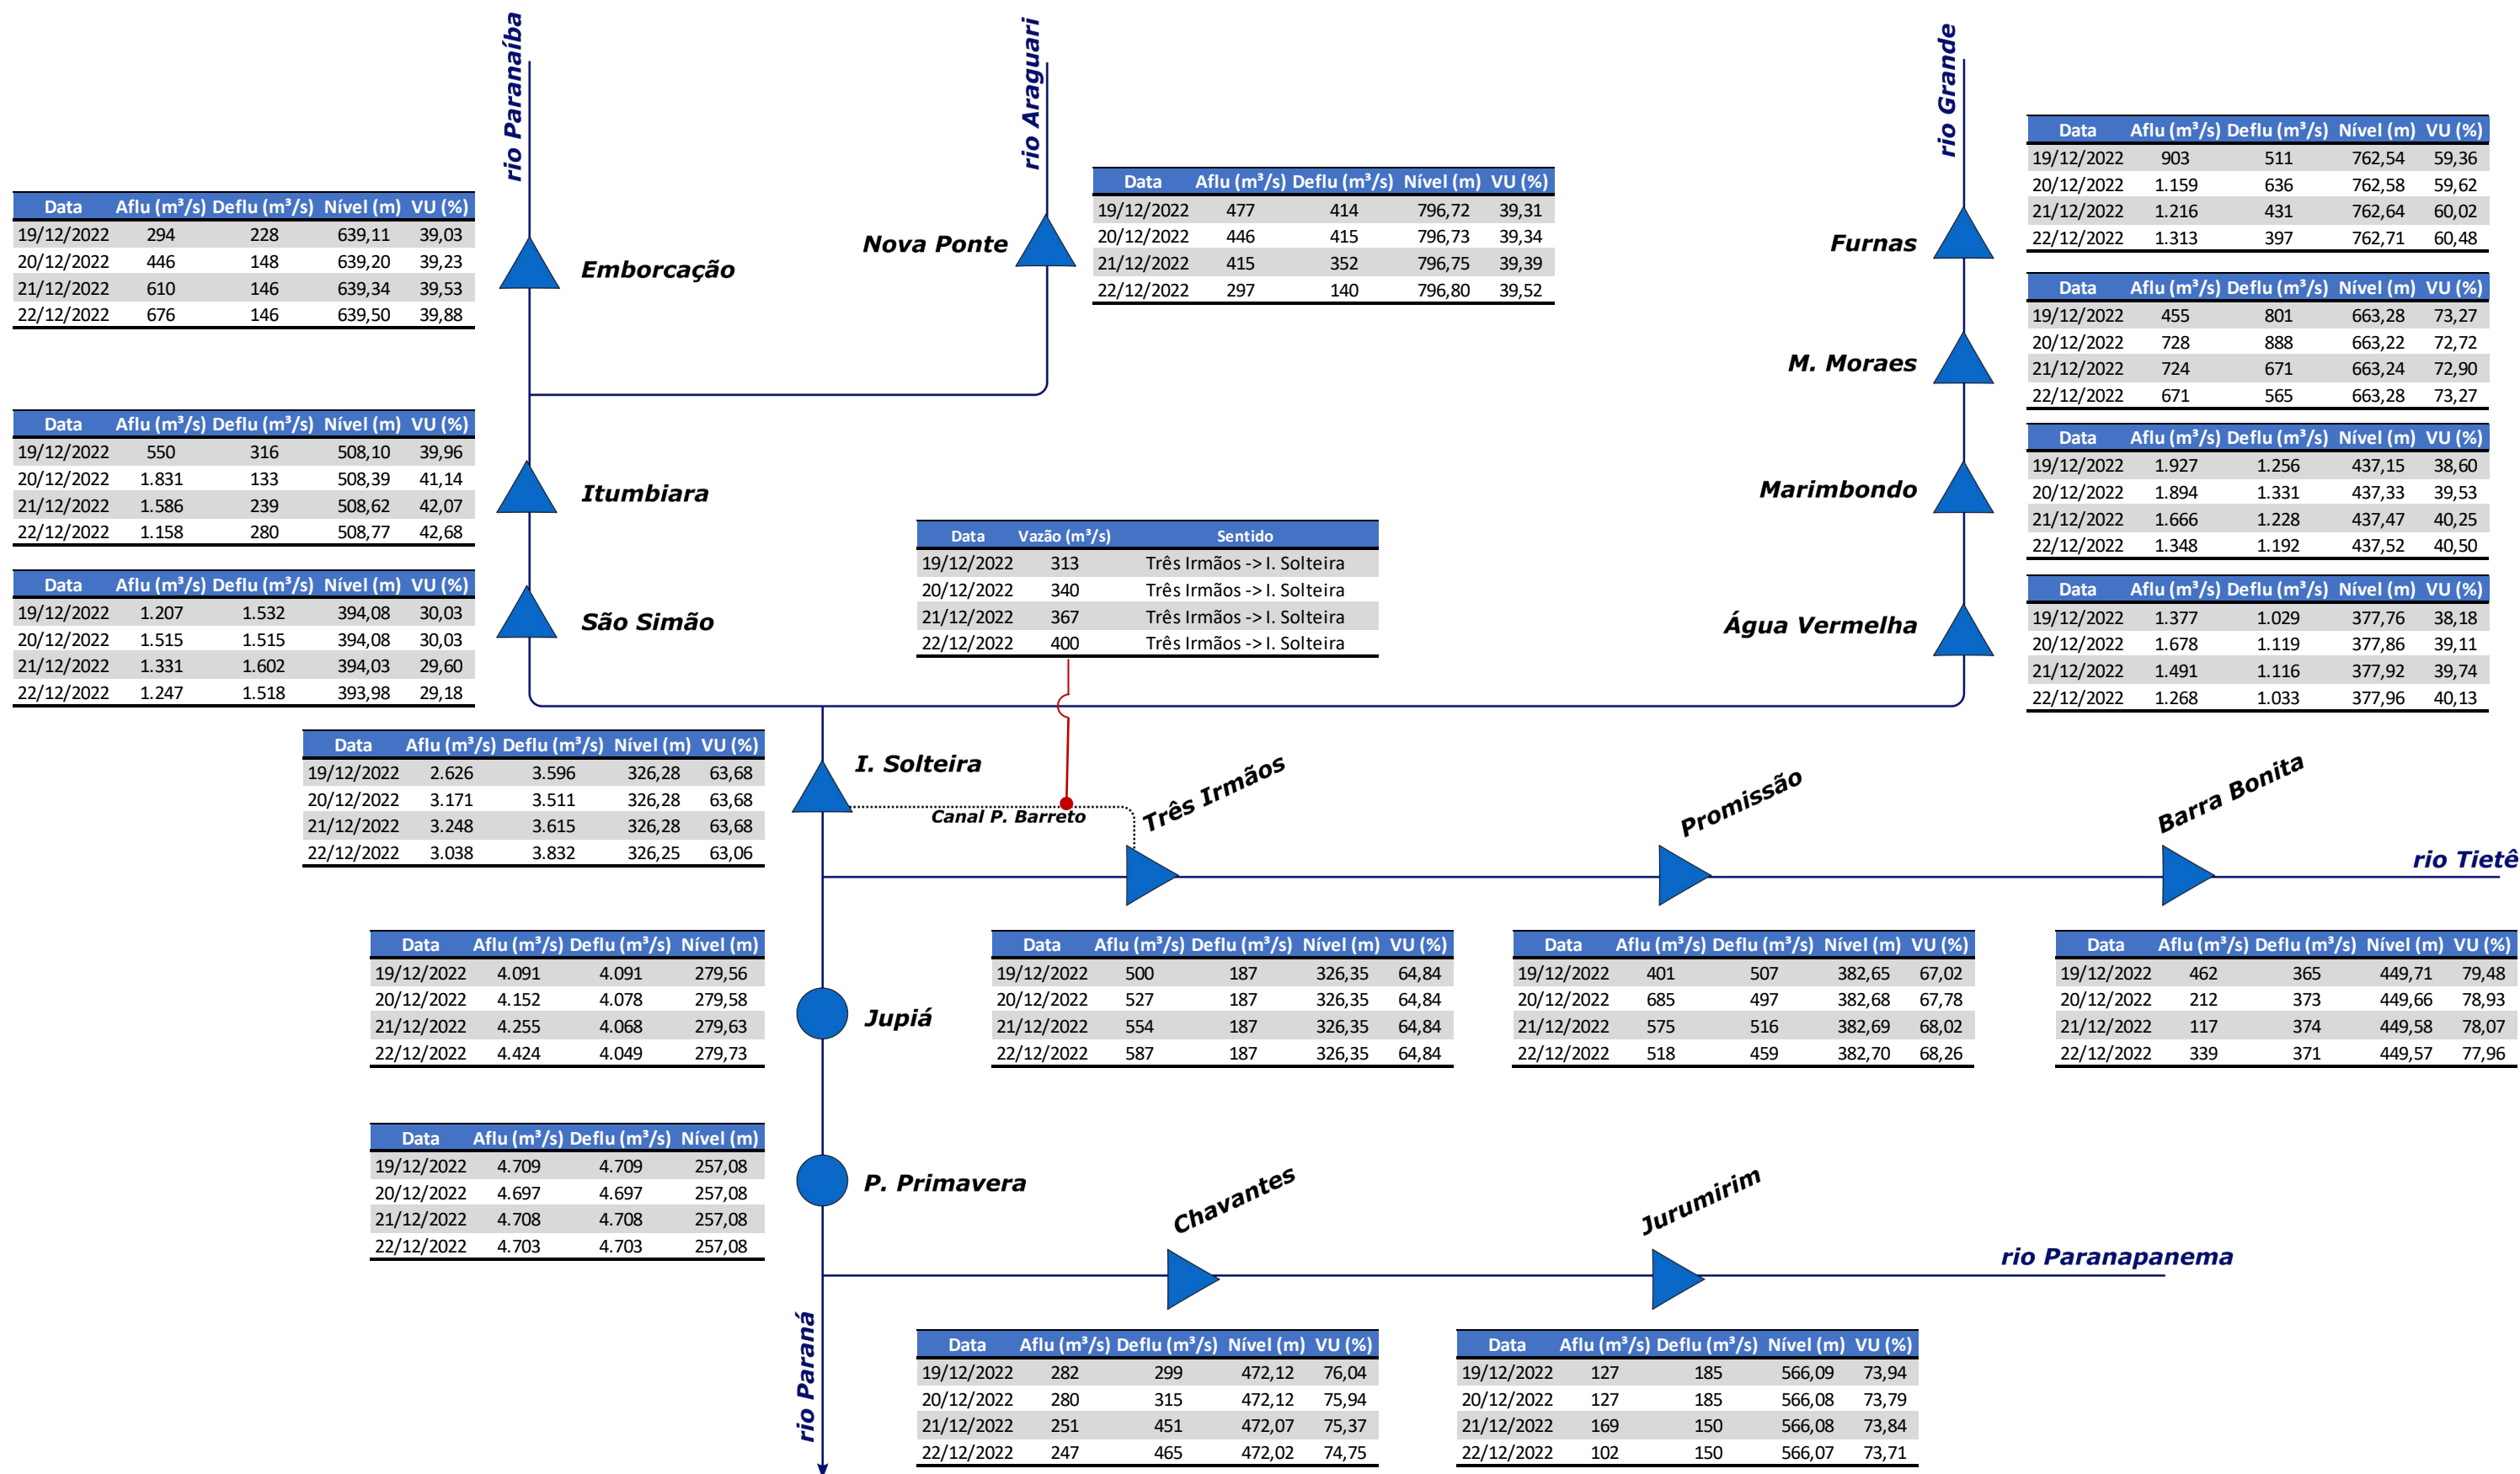 rio Paranaíba
rio Araguari
rio Grande
Data Aflu (m³/s) Deflu (m³/s) Nível (m) VU (%)
19/12/2022 903 511 762,54 59,36
20/12/2022 1.159 636 762,58 59,62
21/12/2022 1.216 431 762,64 60,02
22/12/2022 1.313 397 762,71 60,48
Furnas
Data Aflu (m³/s) Deflu (m³/s) Nível (m) VU (%)
19/12/2022 477 414 796,72 39,31
20/12/2022 446 415 796,73 39,34
21/12/2022 415 352 796,75 39,39
22/12/2022 297 140 796,80 39,52
Nova Ponte
Data Aflu (m³/s) Deflu (m³/s) Nível (m) VU (%)
19/12/2022 294 228 639,11 39,03
20/12/2022 446 148 639,20 39,23
21/12/2022 610 146 639,34 39,53
22/12/2022 676 146 639,50 39,88
Emborcação
Data Aflu (m³/s) Deflu (m³/s) Nível (m) VU (%)
19/12/2022 455 801 663,28 73,27
20/12/2022 728 888 663,22 72,72
21/12/2022 724 671 663,24 72,90
22/12/2022 671 565 663,28 73,27
M. Moraes
Data Aflu (m³/s) Deflu (m³/s) Nível (m) VU (%)
19/12/2022 550 316 508,10 39,96
20/12/2022 1.831 133 508,39 41,14
21/12/2022 1.586 239 508,62 42,07
22/12/2022 1.158 280 508,77 42,68
Itumbiara
Data Aflu (m³/s) Deflu (m³/s) Nível (m) VU (%)
19/12/2022 1.927 1.256 437,15 38,60
20/12/2022 1.894 1.331 437,33 39,53
21/12/2022 1.666 1.228 437,47 40,25
22/12/2022 1.348 1.192 437,52 40,50
Marimbondo
Data Vazão (m³/s) Sentido
19/12/2022 313 Três Irmãos -> I. Solteira
20/12/2022 340 Três Irmãos -> I. Solteira
21/12/2022 367 Três Irmãos -> I. Solteira
22/12/2022 400 Três Irmãos -> I. Solteira
Data Aflu (m³/s) Deflu (m³/s) Nível (m) VU (%)
19/12/2022 1.207 1.532 394,08 30,03
20/12/2022 1.515 1.515 394,08 30,03
21/12/2022 1.331 1.602 394,03 29,60
22/12/2022 1.247 1.518 393,98 29,18
São Simão
Data Aflu (m³/s) Deflu (m³/s) Nível (m) VU (%)
19/12/2022 1.377 1.029 377,76 38,18
20/12/2022 1.678 1.119 377,86 39,11
21/12/2022 1.491 1.116 377,92 39,74
22/12/2022 1.268 1.033 377,96 40,13
Água Vermelha
Data Aflu (m³/s) Deflu (m³/s) Nível (m) VU (%)
19/12/2022 2.626 3.596 326,28 63,68
20/12/2022 3.171 3.511 326,28 63,68
21/12/2022 3.248 3.615 326,28 63,68
22/12/2022 3.038 3.832 326,25 63,06
I. Solteira
Canal P. Barreto
Três Irmãos
Promissão
Barra Bonita
rio Tietê
Data Aflu (m³/s) Deflu (m³/s) Nível (m)
19/12/2022 4.091 4.091 279,56
20/12/2022 4.152 4.078 279,58
21/12/2022 4.255 4.068 279,63
22/12/2022 4.424 4.049 279,73
Jupiá
Data Aflu (m³/s) Deflu (m³/s) Nível (m) VU (%)
19/12/2022 500 187 326,35 64,84
20/12/2022 527 187 326,35 64,84
21/12/2022 554 187 326,35 64,84
22/12/2022 587 187 326,35 64,84
Data Aflu (m³/s) Deflu (m³/s) Nível (m) VU (%)
19/12/2022 401 507 382,65 67,02
20/12/2022 685 497 382,68 67,78
21/12/2022 575 516 382,69 68,02
22/12/2022 518 459 382,70 68,26
Data Aflu (m³/s) Deflu (m³/s) Nível (m) VU (%)
19/12/2022 462 365 449,71 79,48
20/12/2022 212 373 449,66 78,93
21/12/2022 117 374 449,58 78,07
22/12/2022 339 371 449,57 77,96
Data Aflu (m³/s) Deflu (m³/s) Nível (m)
19/12/2022 4.709 4.709 257,08
20/12/2022 4.697 4.697 257,08
21/12/2022 4.708 4.708 257,08
22/12/2022 4.703 4.703 257,08
P. Primavera
Chavantes
Jurumirim
rio Paranapanema
rio Paraná
Data Aflu (m³/s) Deflu (m³/s) Nível (m) VU (%)
19/12/2022 282 299 472,12 76,04
20/12/2022 280 315 472,12 75,94
21/12/2022 251 451 472,07 75,37
22/12/2022 247 465 472,02 74,75
Data Aflu (m³/s) Deflu (m³/s) Nível (m) VU (%)
19/12/2022 127 185 566,09 73,94
20/12/2022 127 185 566,08 73,79
21/12/2022 169 150 566,08 73,84
22/12/2022 102 150 566,07 73,71